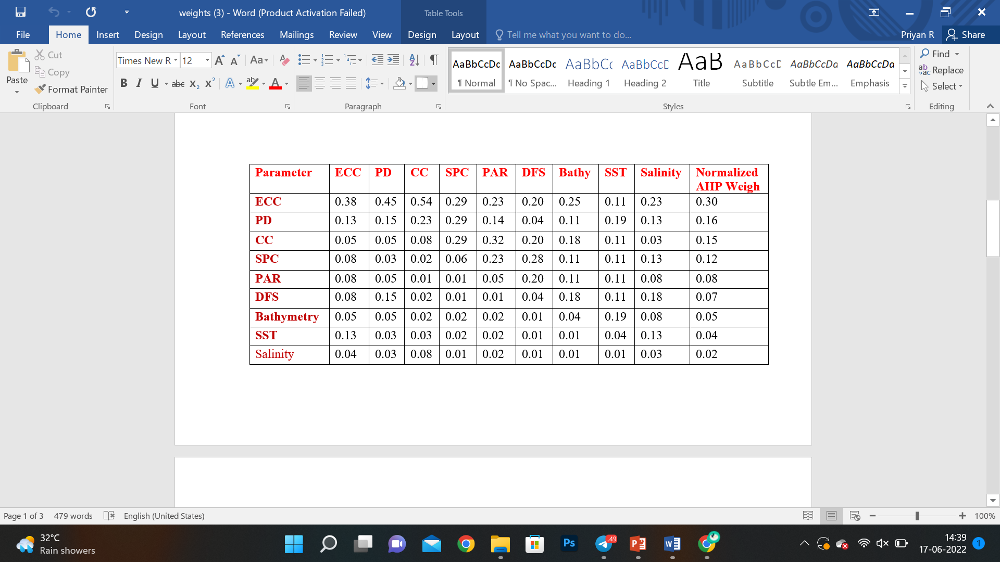 weights (3) - Word (Product Activation Failed)
Table Tools
File Home Insert Design Layout References Mailings Review View Design Layout Tell me what you want to do... Priyan R Share
Cut
Copy
Paste
Format Painter
Clipboard
Times New R 12
Font
Paragraph
AaBbCcDc AaBbCcDc AaBbCc AaBbCcD AaB AaBbCcD AaBbCcDa AaBbCcDa
¶ Normal ¶ No Spac... Heading 1 Heading 2 Title Subtitle Subtle Em... Emphasis
Styles
Find
Replace
Select
Editing
Parameter ECC PD CC SPC PAR DFS Bathy SST Salinity Normalized AHP Weigh
ECC 0.38 0.45 0.54 0.29 0.23 0.20 0.25 0.11 0.23 0.30
PD 0.13 0.15 0.23 0.29 0.14 0.04 0.11 0.19 0.13 0.16
CC 0.05 0.05 0.08 0.29 0.32 0.20 0.18 0.11 0.03 0.15
SPC 0.08 0.03 0.02 0.06 0.23 0.28 0.11 0.11 0.13 0.12
PAR 0.08 0.05 0.01 0.01 0.05 0.20 0.11 0.11 0.08 0.08
DFS 0.08 0.15 0.02 0.01 0.01 0.04 0.18 0.11 0.18 0.07
Bathymetry 0.05 0.05 0.02 0.02 0.02 0.01 0.04 0.19 0.08 0.05
SST 0.13 0.03 0.03 0.02 0.02 0.01 0.01 0.04 0.13 0.04
Salinity 0.04 0.03 0.08 0.01 0.02 0.01 0.01 0.01 0.03 0.02
Page 1 of 3 479 words English (United States) 100%
32°C
Rain showers
14:39
17-06-2022
1